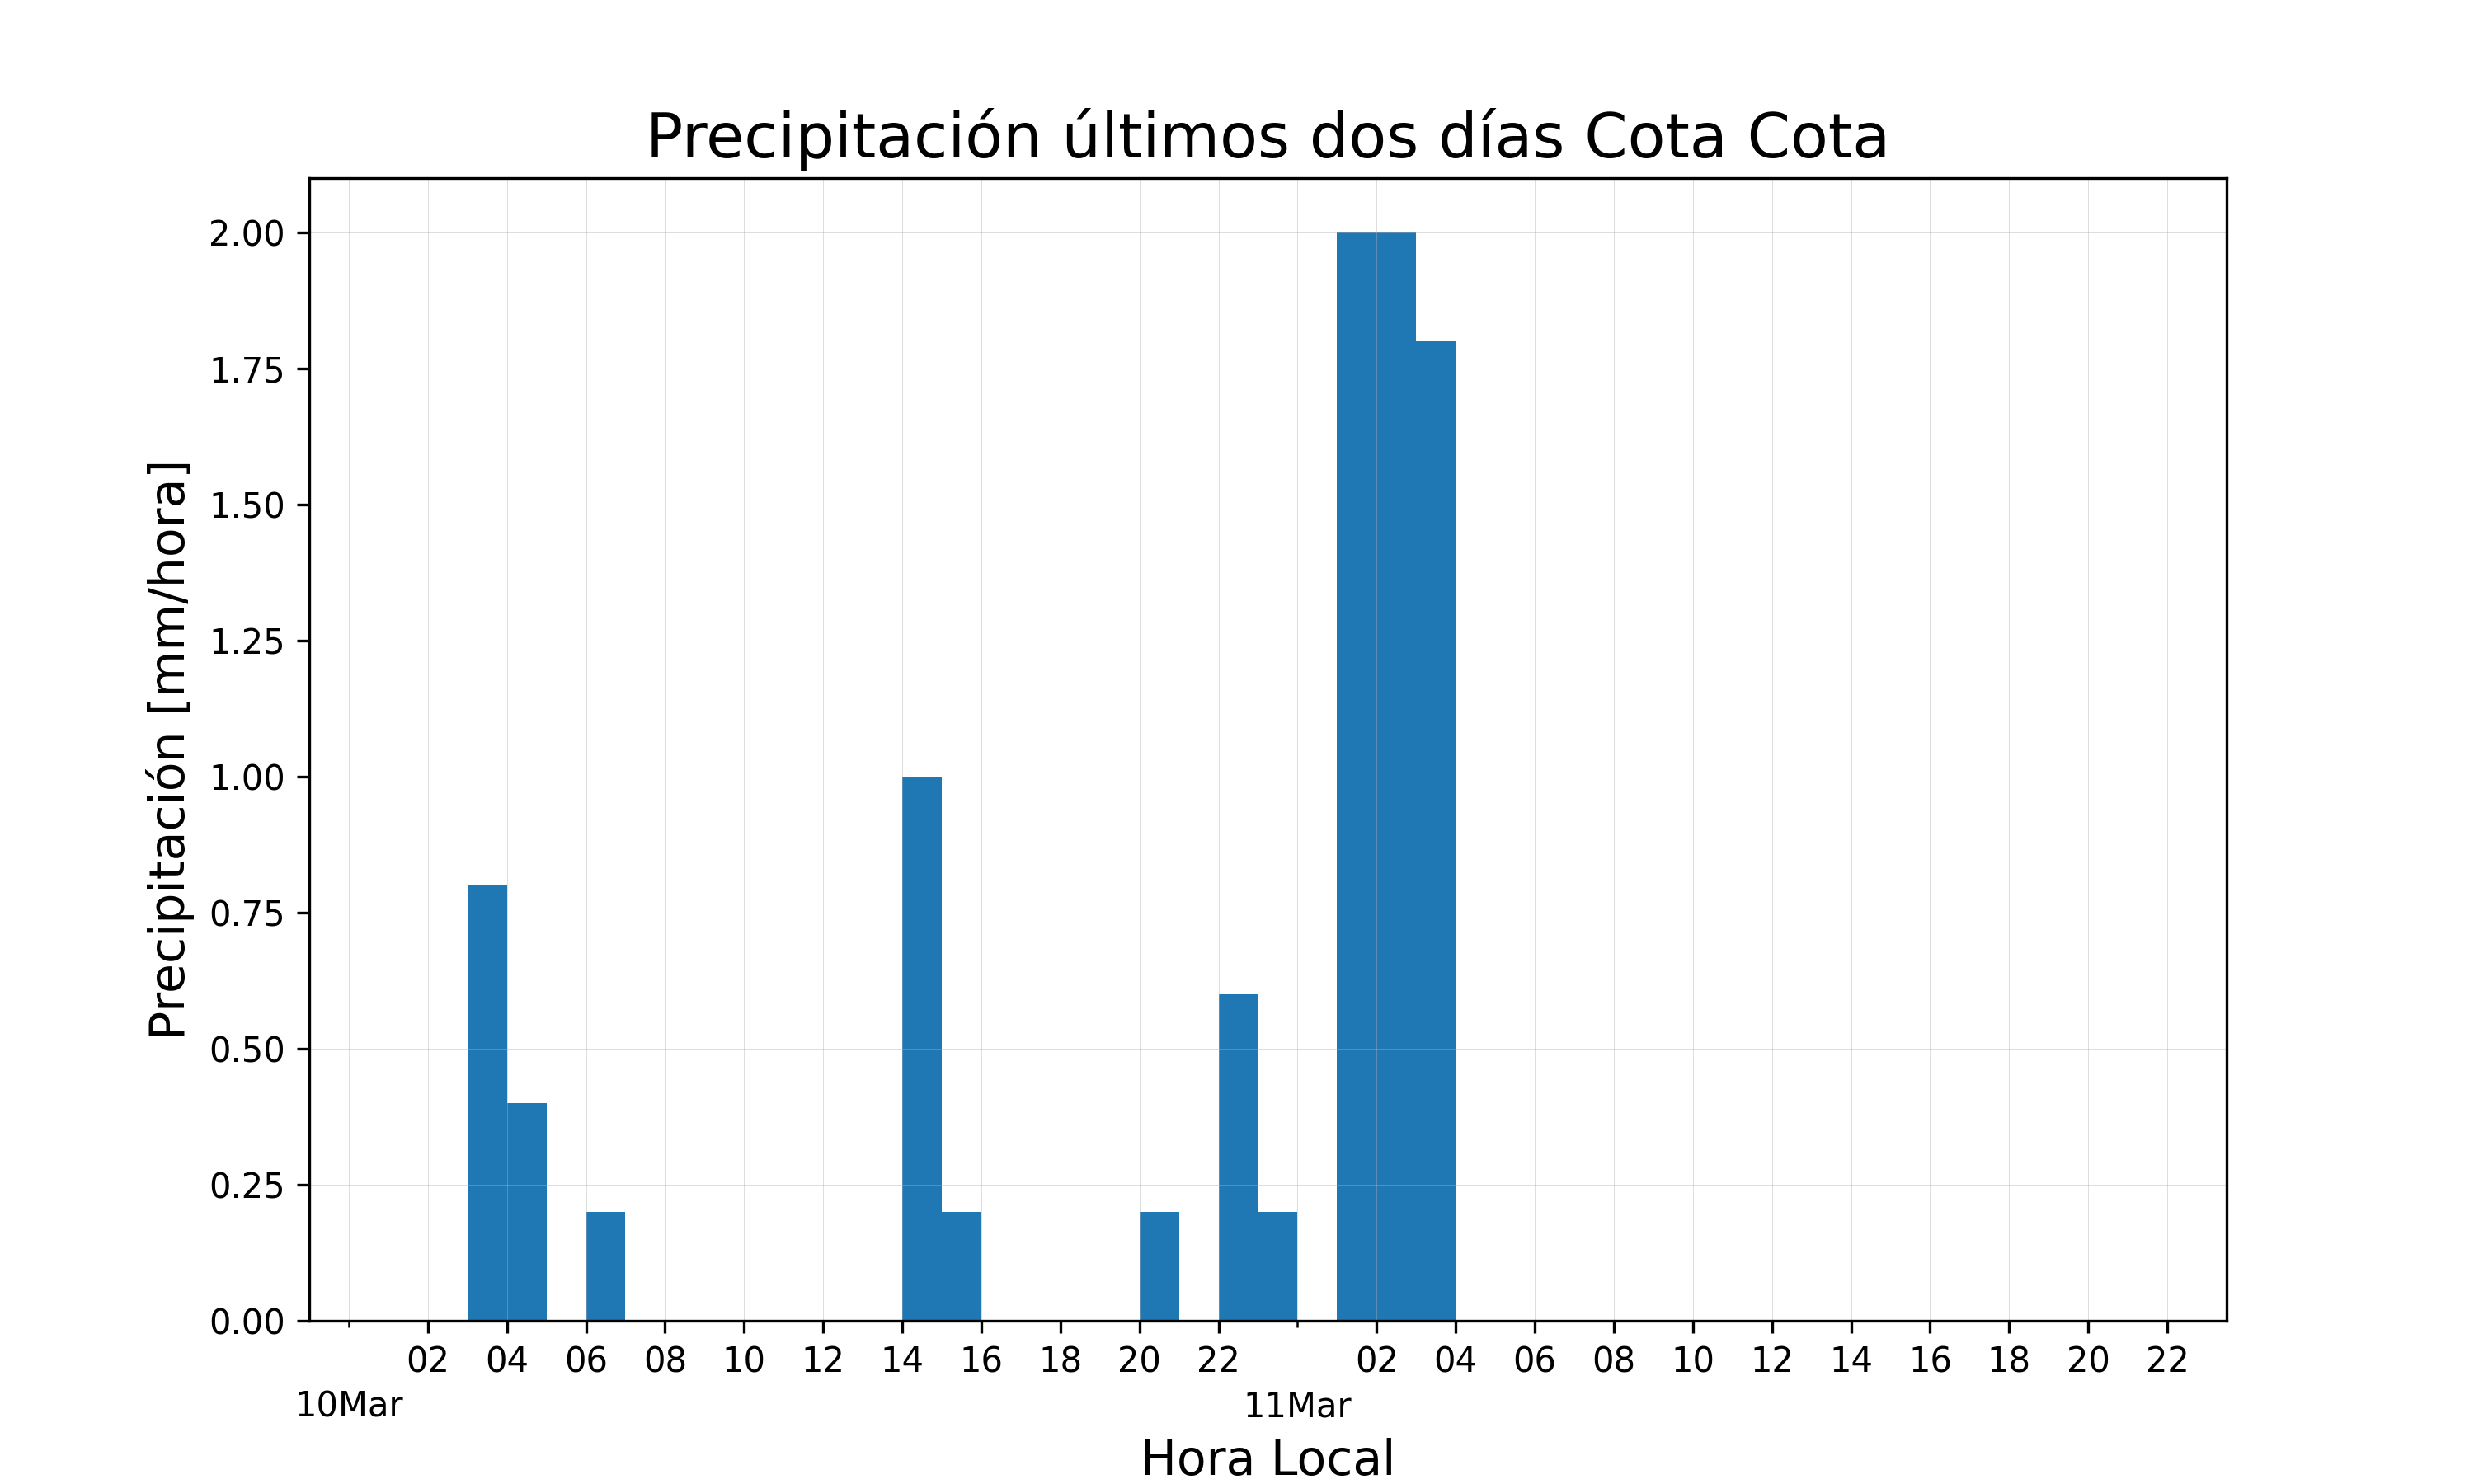 Precipitación últimos dos días Cota Cota
Precipitación [mm/hora]
2.00
1.75
1.50
1.25
1.00
0.75
0.50
0.25
0.00
02 04 06 08 10 12 14 16 18 20 22 02 04 06 08 10 12 14 16 18 20 22
10Mar 11Mar
Hora Local